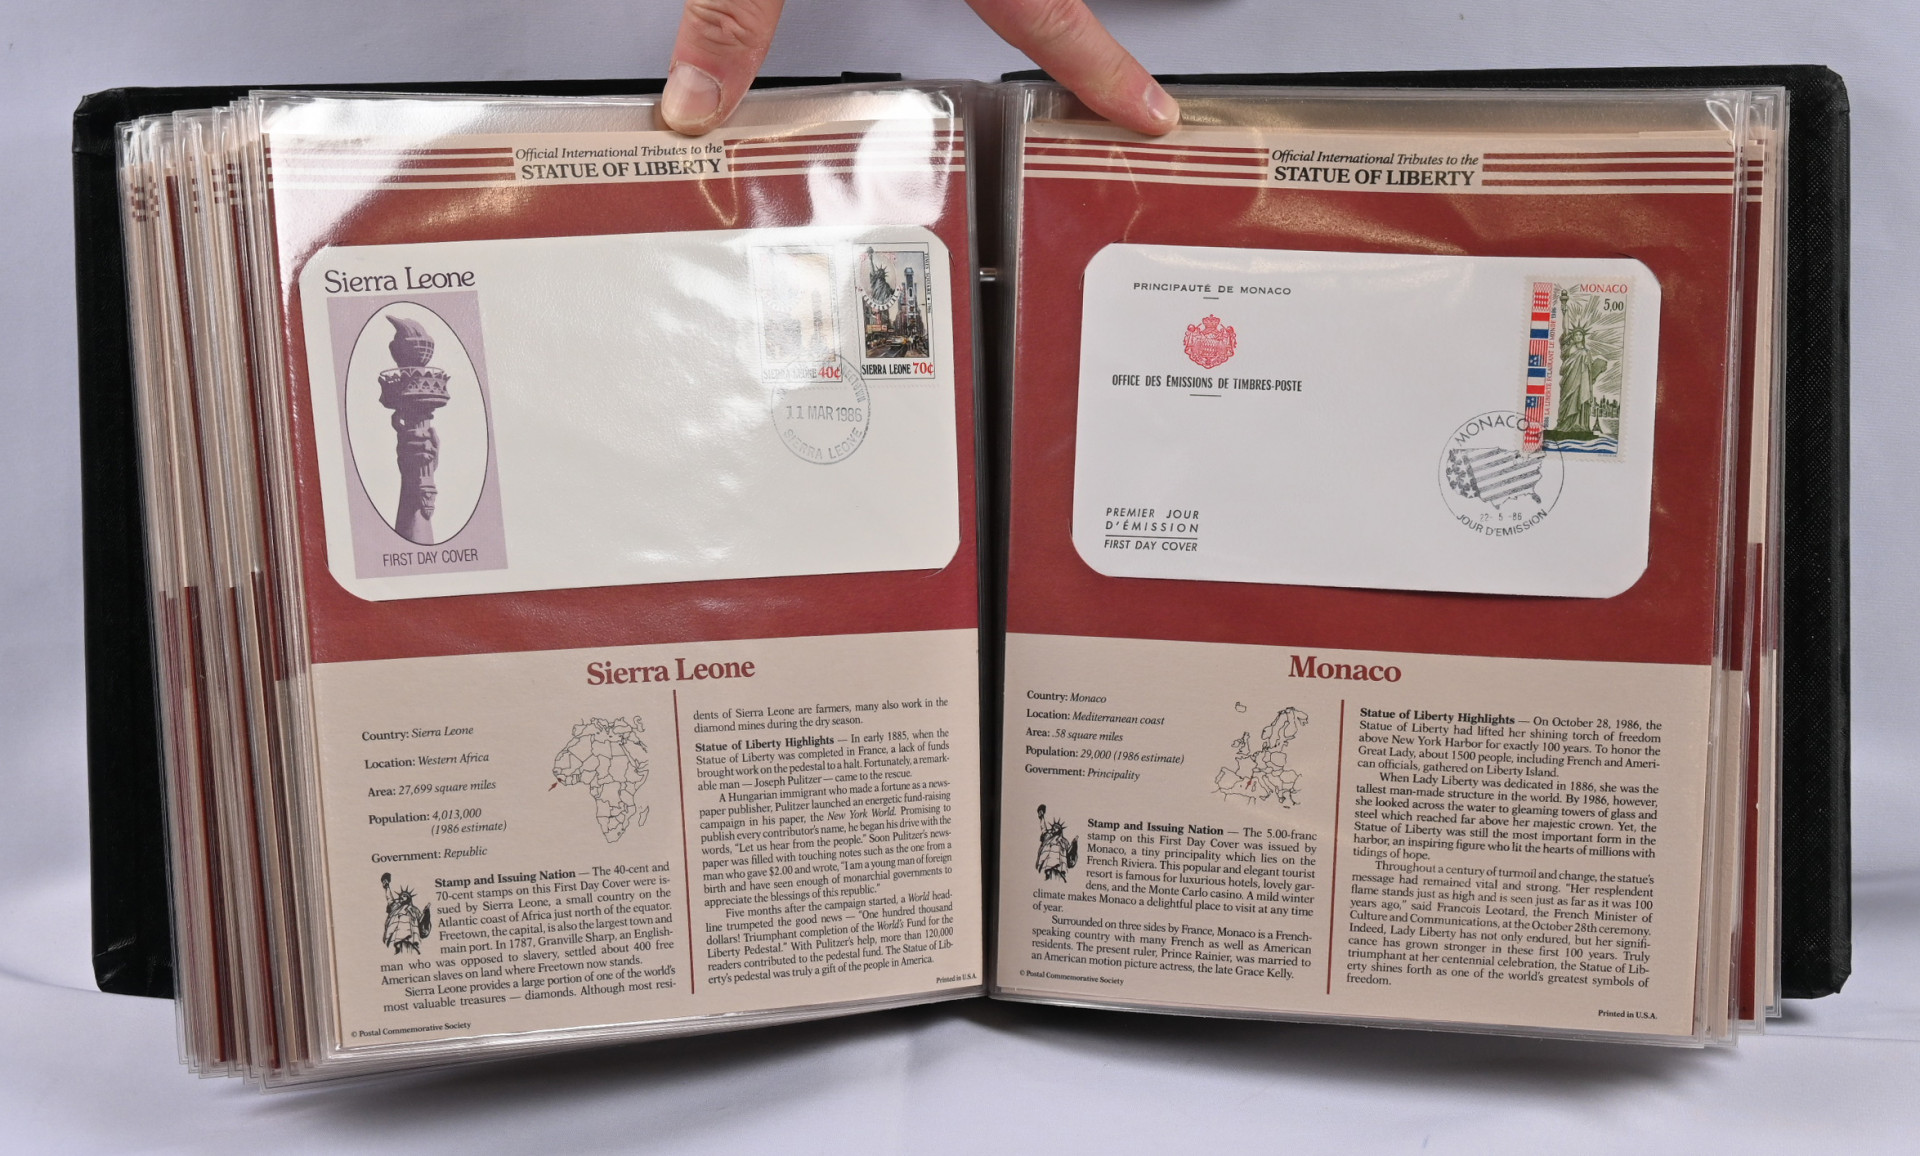 Official International Tributes to the
STATUE OF LIBERTY
Sierra Leone
FIRST DAY COVER
SIERRA LEONE 40¢
SIERRA LEONE 70¢
11 MAR 1986
SIERRA LEONE
Sierra Leone
Country: Sierra Leone
Location: Western Africa
Area: 27,699 square miles
Population: 4,013,000
(1986 estimate)
Government: Republic
Stamp and Issuing Nation — The 40-cent and
70-cent stamps on this First Day Cover were is-
sued by Sierra Leone, a small country on the
Atlantic coast of Africa just north of the equator.
Freetown, the capital, is also the largest town and
main port. In 1787, Granville Sharp, an English-
man who was opposed to slavery, settled about 400 free
American slaves on land where Freetown now stands.
Sierra Leone provides a large portion of one of the world's
most valuable treasures — diamonds. Although most resi-
dents of Sierra Leone are farmers, many also work in the
diamond mines during the dry season.
Statue of Liberty Highlights — In early 1885, when the
Statue of Liberty was completed in France, a lack of funds
brought work on the pedestal to a halt. Fortunately, a remark-
able man — Joseph Pulitzer — came to the rescue.
A Hungarian immigrant who made a fortune as a news-
paper publisher, Pulitzer launched an energetic fund-raising
campaign in his paper, the New York World. Promising to
publish every contributor's name, he began his drive with the
words, "Let us hear from the people." Soon Pulitzer's news-
paper was filled with touching notes such as the one from a
man who gave $2.00 and wrote, "I am a young man of foreign
birth and have seen enough of monarchial governments to
appreciate the blessings of this republic."
Five months after the campaign started, a World head-
line trumpeted the good news — "One hundred thousand
dollars! Triumphant completion of the World's Fund for the
Liberty Pedestal." With Pulitzer's help, more than 120,000
readers contributed to the pedestal fund. The Statue of Lib-
erty's pedestal was truly a gift of the people in America.
© Postal Commemorative Society
Printed in U.S.A.
Official International Tributes to the
STATUE OF LIBERTY
PRINCIPAUTÉ DE MONACO
OFFICE DES ÉMISSIONS DE TIMBRES-POSTE
PREMIER JOUR
D'ÉMISSION
FIRST DAY COVER
MONACO
5,00
LA LIBERTÉ ÉCLAIRANT LE MONDE
MONACO
22-5-86
JOUR D'EMISSION
Monaco
Country: Monaco
Location: Mediterranean coast
Area: .58 square miles
Population: 29,000 (1986 estimate)
Government: Principality
Stamp and Issuing Nation — The 5.00-franc
stamp on this First Day Cover was issued by
Monaco, a tiny principality which lies on the
French Riviera. This popular and elegant tourist
resort is famous for luxurious hotels, lovely gar-
dens, and the Monte Carlo casino. A mild winter
climate makes Monaco a delightful place to visit at any time
of year.
Surrounded on three sides by France, Monaco is a French-
speaking country with many French as well as American
residents. The present ruler, Prince Rainier, was married to
an American motion picture actress, the late Grace Kelly.
Statue of Liberty Highlights — On October 28, 1986, the
Statue of Liberty had lifted her shining torch of freedom
above New York Harbor for exactly 100 years. To honor the
Great Lady, about 1500 people, including French and Ameri-
can officials, gathered on Liberty Island.
When Lady Liberty was dedicated in 1886, she was the
tallest man-made structure in the world. By 1986, however,
she looked across the water to gleaming towers of glass and
steel which reached far above her majestic crown. Yet, the
Statue of Liberty was still the most important form in the
harbor, an inspiring figure who lit the hearts of millions with
tidings of hope.
Throughout a century of turmoil and change, the statue's
message had remained vital and strong. "Her resplendent
flame stands just as high and is seen just as far as it was 100
years ago," said Francois Leotard, the French Minister of
Culture and Communications, at the October 28th ceremony.
Indeed, Lady Liberty has not only endured, but her signifi-
cance has grown stronger in these first 100 years. Truly
triumphant at her centennial celebration, the Statue of Lib-
erty shines forth as one of the world's greatest symbols of
freedom.
© Postal Commemorative Society
Printed in U.S.A.